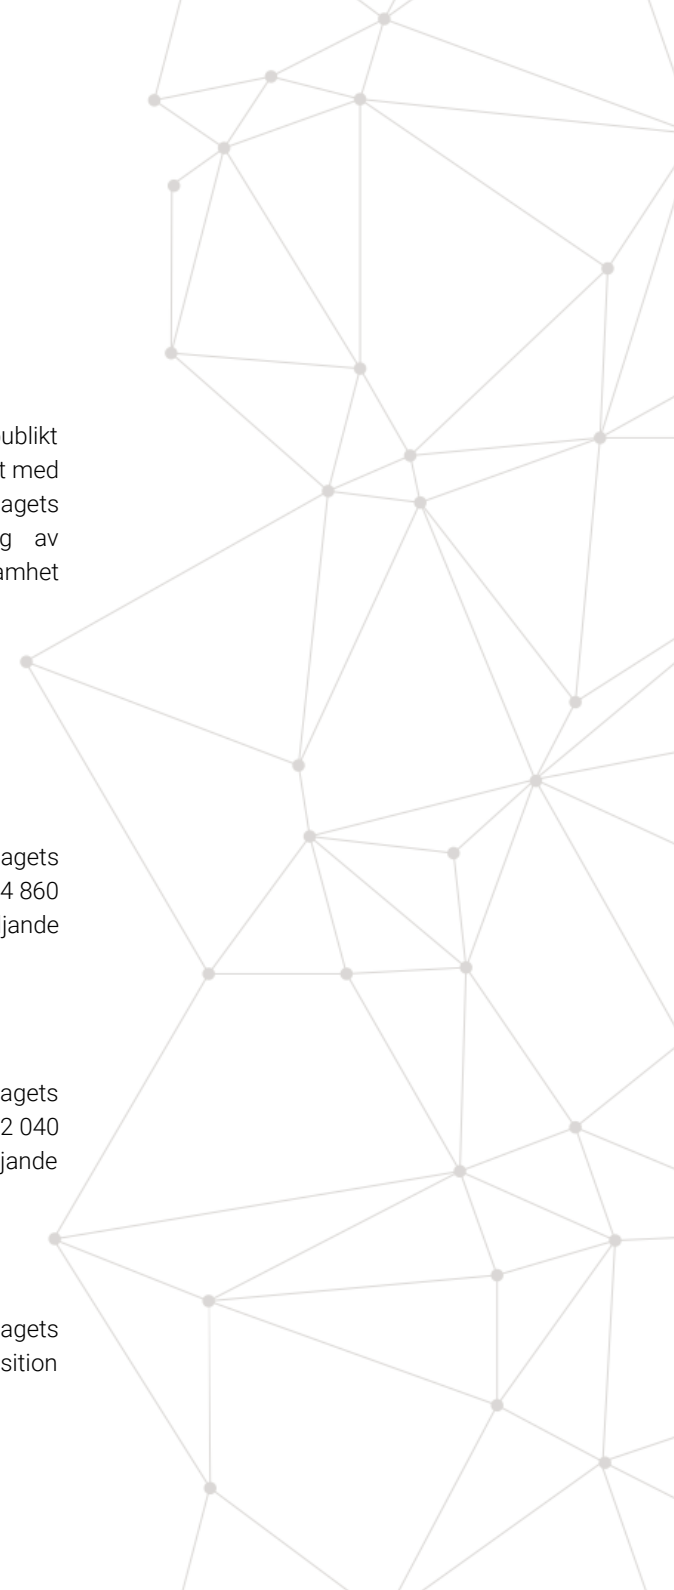 ublikt
t med
agets
g av
amhet
agets
4 860
jande
agets
2 040
jande
agets
sition